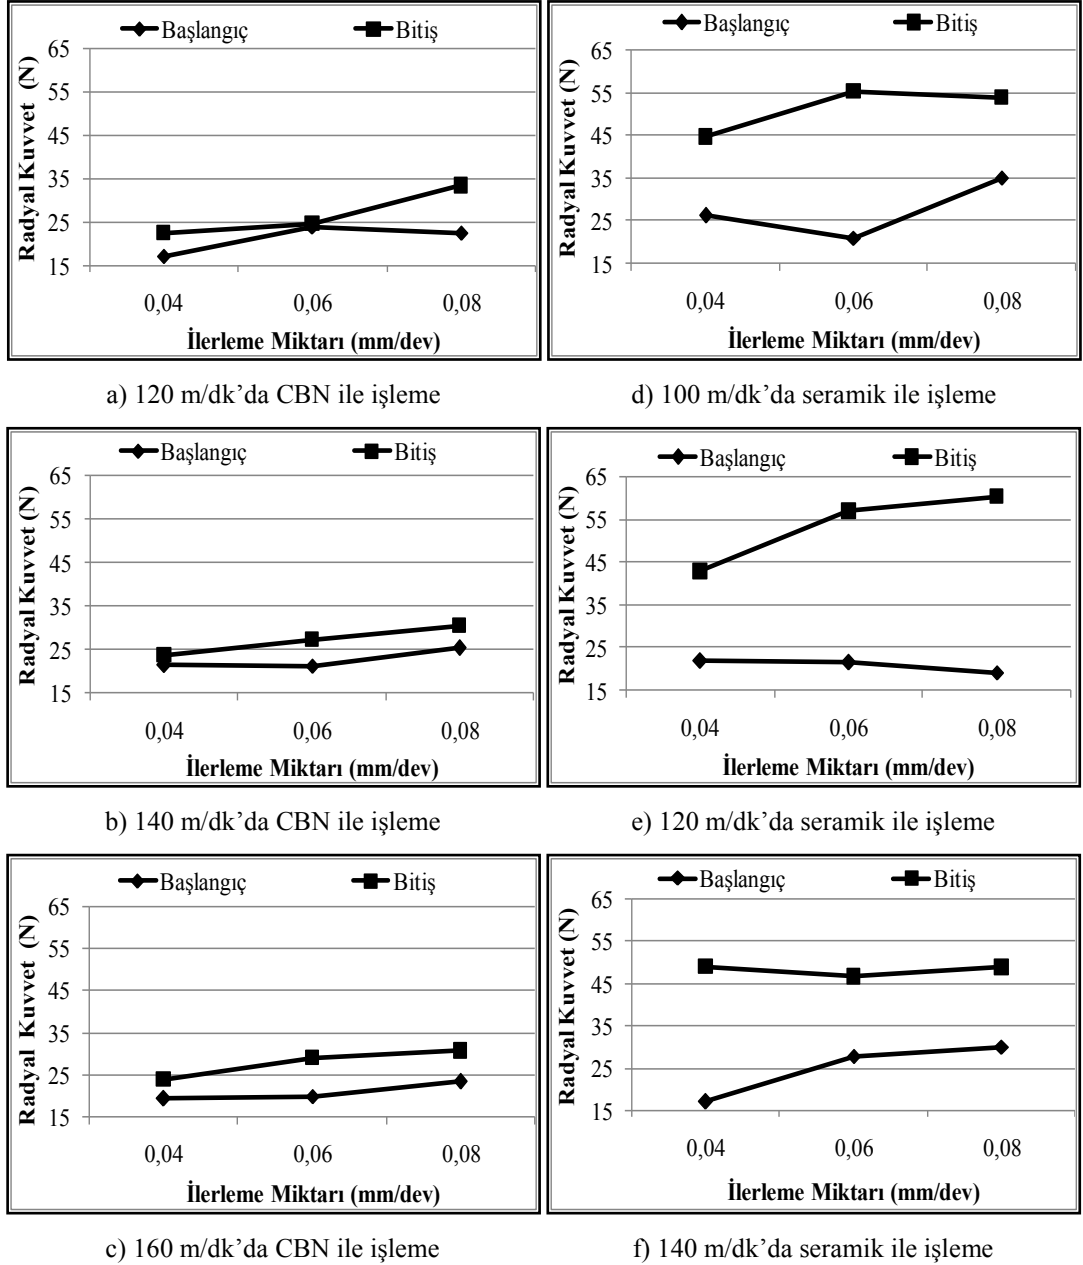 Başlangıç Bitiş
65
55
45
35
25
15
Radyal Kuvvet (N)
0,04 0,06 0,08
İlerleme Miktarı (mm/dev)
a) 120 m/dk’da CBN ile işleme
Başlangıç Bitiş
65
55
45
35
25
15
Radyal Kuvvet (N)
0,04 0,06 0,08
İlerleme Miktarı (mm/dev)
d) 100 m/dk’da seramik ile işleme
Başlangıç Bitiş
65
55
45
35
25
15
Radyal Kuvvet (N)
0,04 0,06 0,08
İlerleme Miktarı (mm/dev)
b) 140 m/dk’da CBN ile işleme
Başlangıç Bitiş
65
55
45
35
25
15
Radyal Kuvvet (N)
0,04 0,06 0,08
İlerleme Miktarı (mm/dev)
e) 120 m/dk’da seramik ile işleme
Başlangıç Bitiş
65
55
45
35
25
15
Radyal Kuvvet (N)
0,04 0,06 0,08
İlerleme Miktarı (mm/dev)
c) 160 m/dk’da CBN ile işleme
Başlangıç Bitiş
65
55
45
35
25
15
Radyal Kuvvet (N)
0,04 0,06 0,08
İlerleme Miktarı (mm/dev)
f) 140 m/dk’da seramik ile işleme